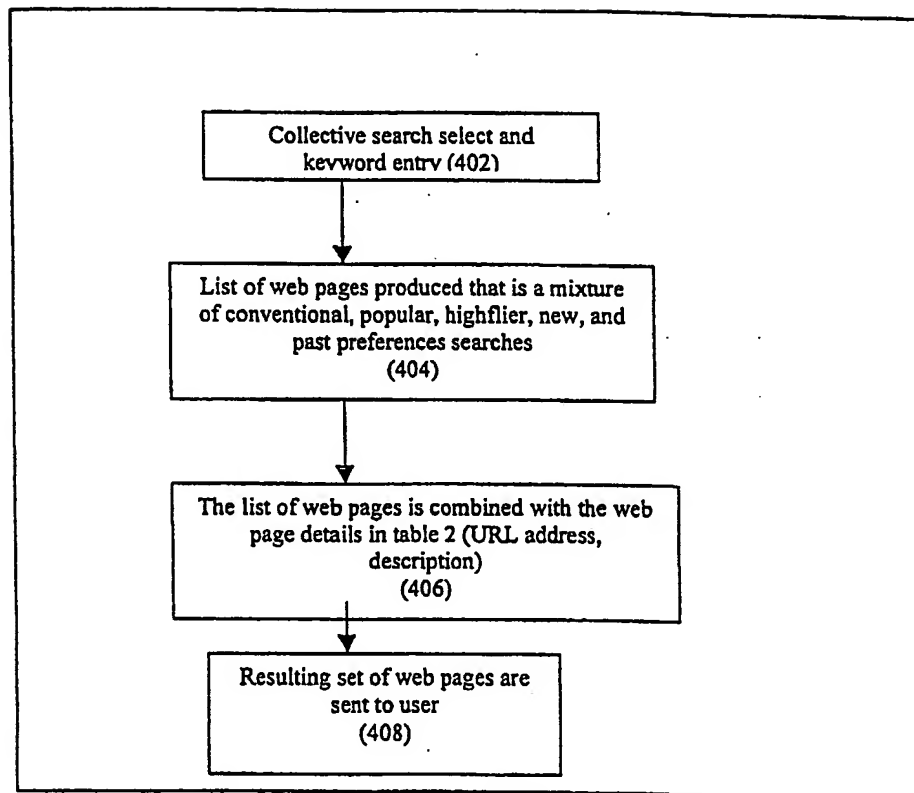 Collective search select and
keyword entry (402)
List of web pages produced that is a mixture
of conventional, popular, highflier, new, and
past preferences searches
(404)
The list of web pages is combined with the web
page details in table 2 (URL address,
description)
(406)
Resulting set of web pages are
sent to user
(408)